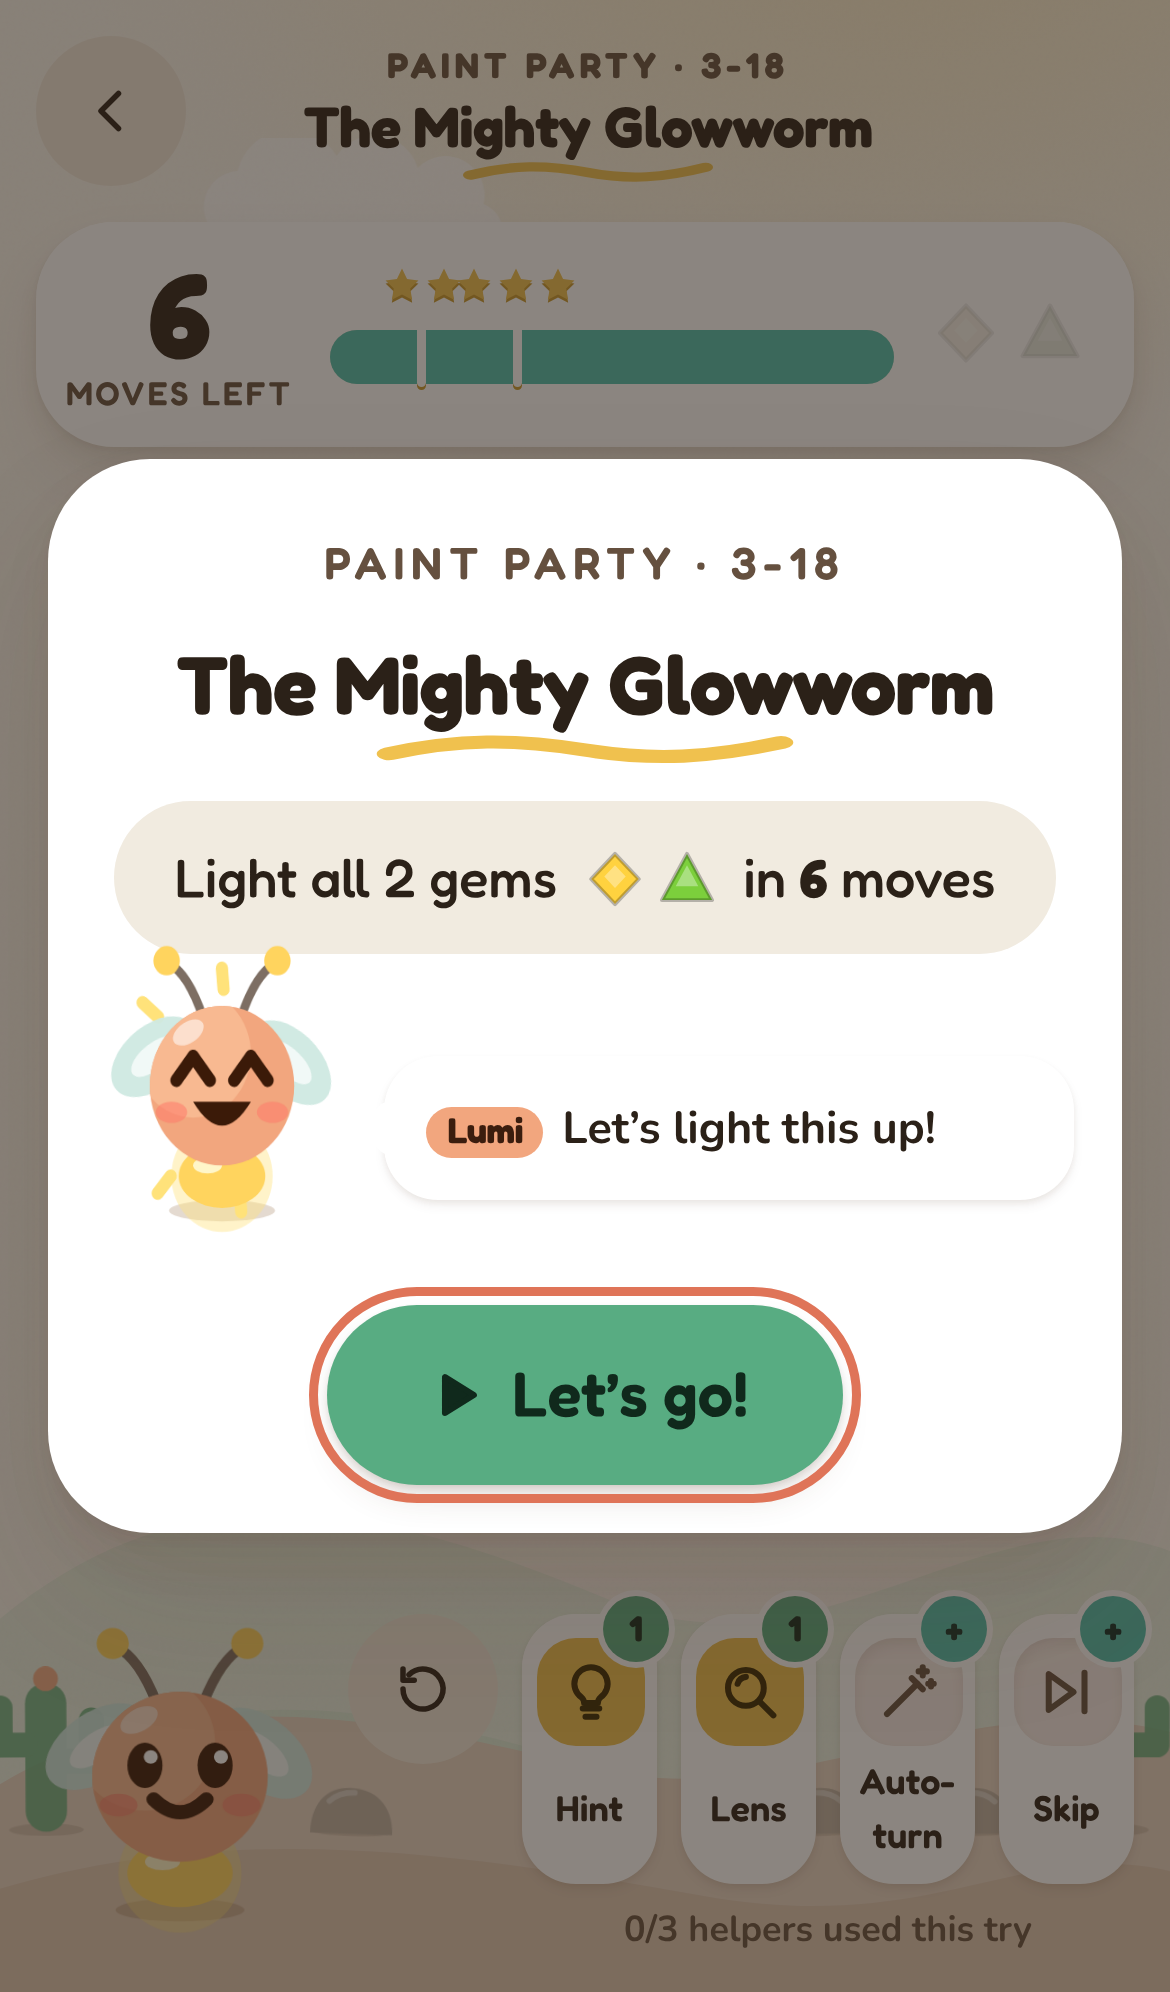 PAINT PARTY · 3-18
The Mighty Glowworm
6
MOVES LEFT
PAINT PARTY · 3-18
The Mighty Glowworm
Light all 2 gems in 6 moves
Lumi Let’s light this up!
Let’s go!
1
1
+
+
Hint
Lens
Auto-
turn
Skip
0/3 helpers used this try